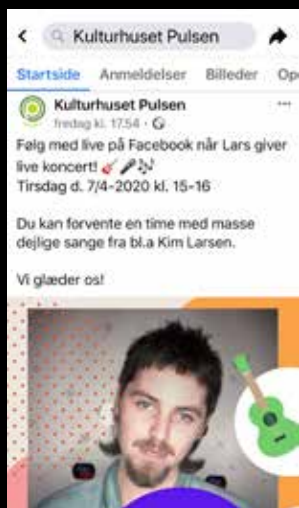 Kulturhuset Pulsen
Startside Anmeldelser Billeder Op
Kulturhuset Pulsen
fredag kl. 17.54 ·
Følg med live på Facebook når Lars giver
live koncert!
Tirsdag d. 7/4-2020 kl. 15-16
Du kan forvente en time med masse
dejlige sange fra bl.a Kim Larsen.
Vi glæder os!